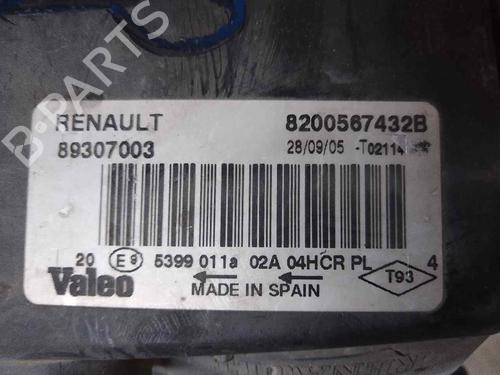 B-PARTS
RENAULT 8200567432B
89307003 28/09/05 -T02114
20 E9 5399 011a 02A 04HCR PL 4
Valeo MADE IN SPAIN T93